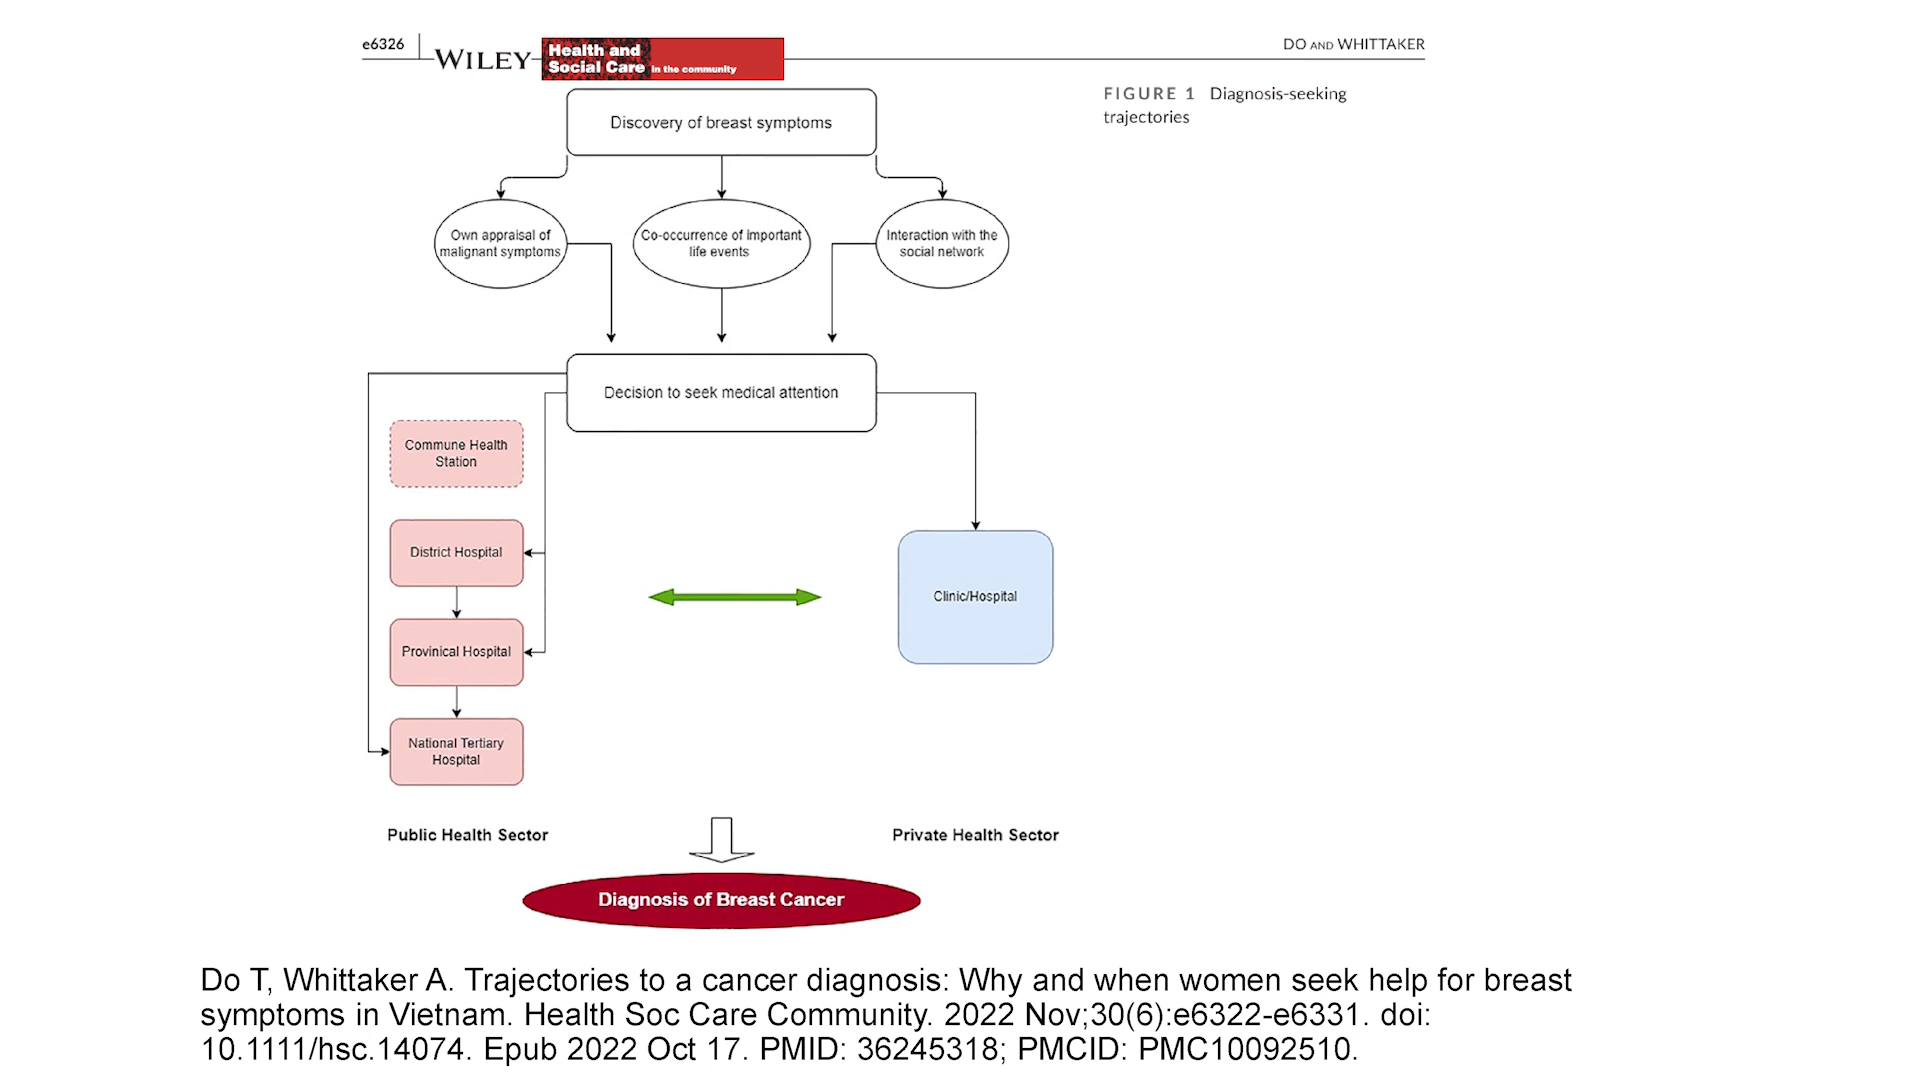 e6326
WILEY
Health and
Social Care in the community
DO AND WHITTAKER
FIGURE 1 Diagnosis-seeking
trajectories
Discovery of breast symptoms
Own appraisal of
malignant symptoms
Co-occurrence of important
life events
Interaction with the
social network
Decision to seek medical attention
Commune Health
Station
District Hospital
Provinical Hospital
National Tertiary
Hospital
Clinic/Hospital
Public Health Sector
Private Health Sector
Diagnosis of Breast Cancer
Do T, Whittaker A. Trajectories to a cancer diagnosis: Why and when women seek help for breast
symptoms in Vietnam. Health Soc Care Community. 2022 Nov;30(6):e6322-e6331. doi:
10.1111/hsc.14074. Epub 2022 Oct 17. PMID: 36245318; PMCID: PMC10092510.